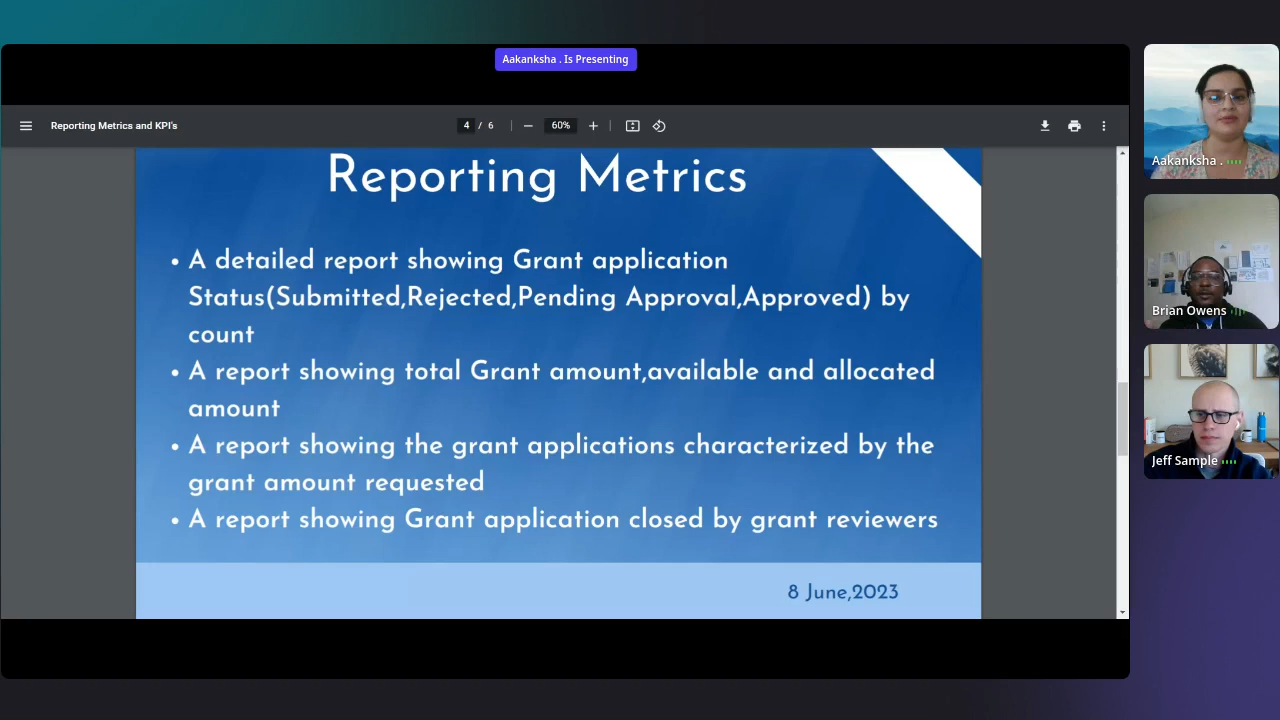 Aakanksha . Is Presenting
Reporting Metrics and KPI's
4 / 6
60%
Reporting Metrics
• A detailed report showing Grant application
Status(Submitted,Rejected,Pending Approval,Approved) by
count
• A report showing total Grant amount,available and allocated
amount
• A report showing the grant applications characterized by the
grant amount requested
• A report showing Grant application closed by grant reviewers
8 June,2023
Aakanksha .
Brian Owens
Jeff Sample